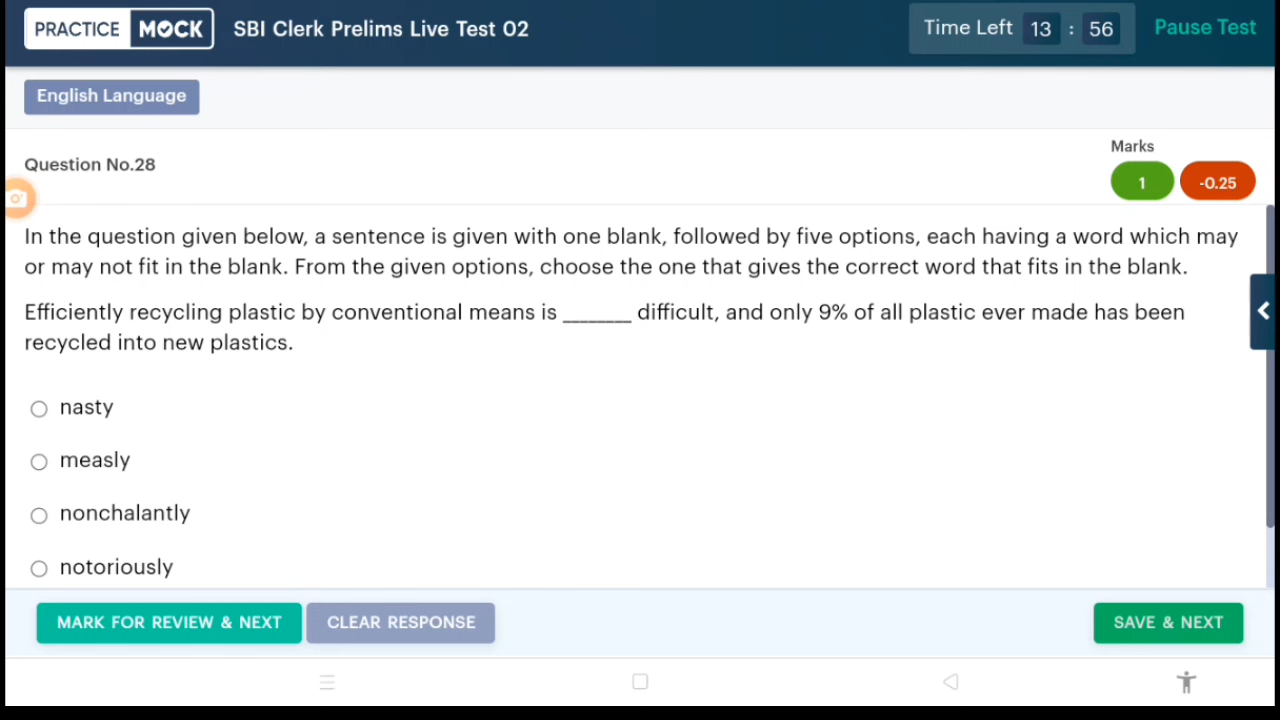 PRACTICE MOCK SBI Clerk Prelims Live Test 02 Time Left 13 : 56 Pause Test
English Language
Marks
Question No.28
1 -0.25
In the question given below, a sentence is given with one blank, followed by five options, each having a word which may
or may not fit in the blank. From the given options, choose the one that gives the correct word that fits in the blank.
Efficiently recycling plastic by conventional means is ________ difficult, and only 9% of all plastic ever made has been
recycled into new plastics.
nasty
measly
nonchalantly
notoriously
MARK FOR REVIEW & NEXT CLEAR RESPONSE SAVE & NEXT